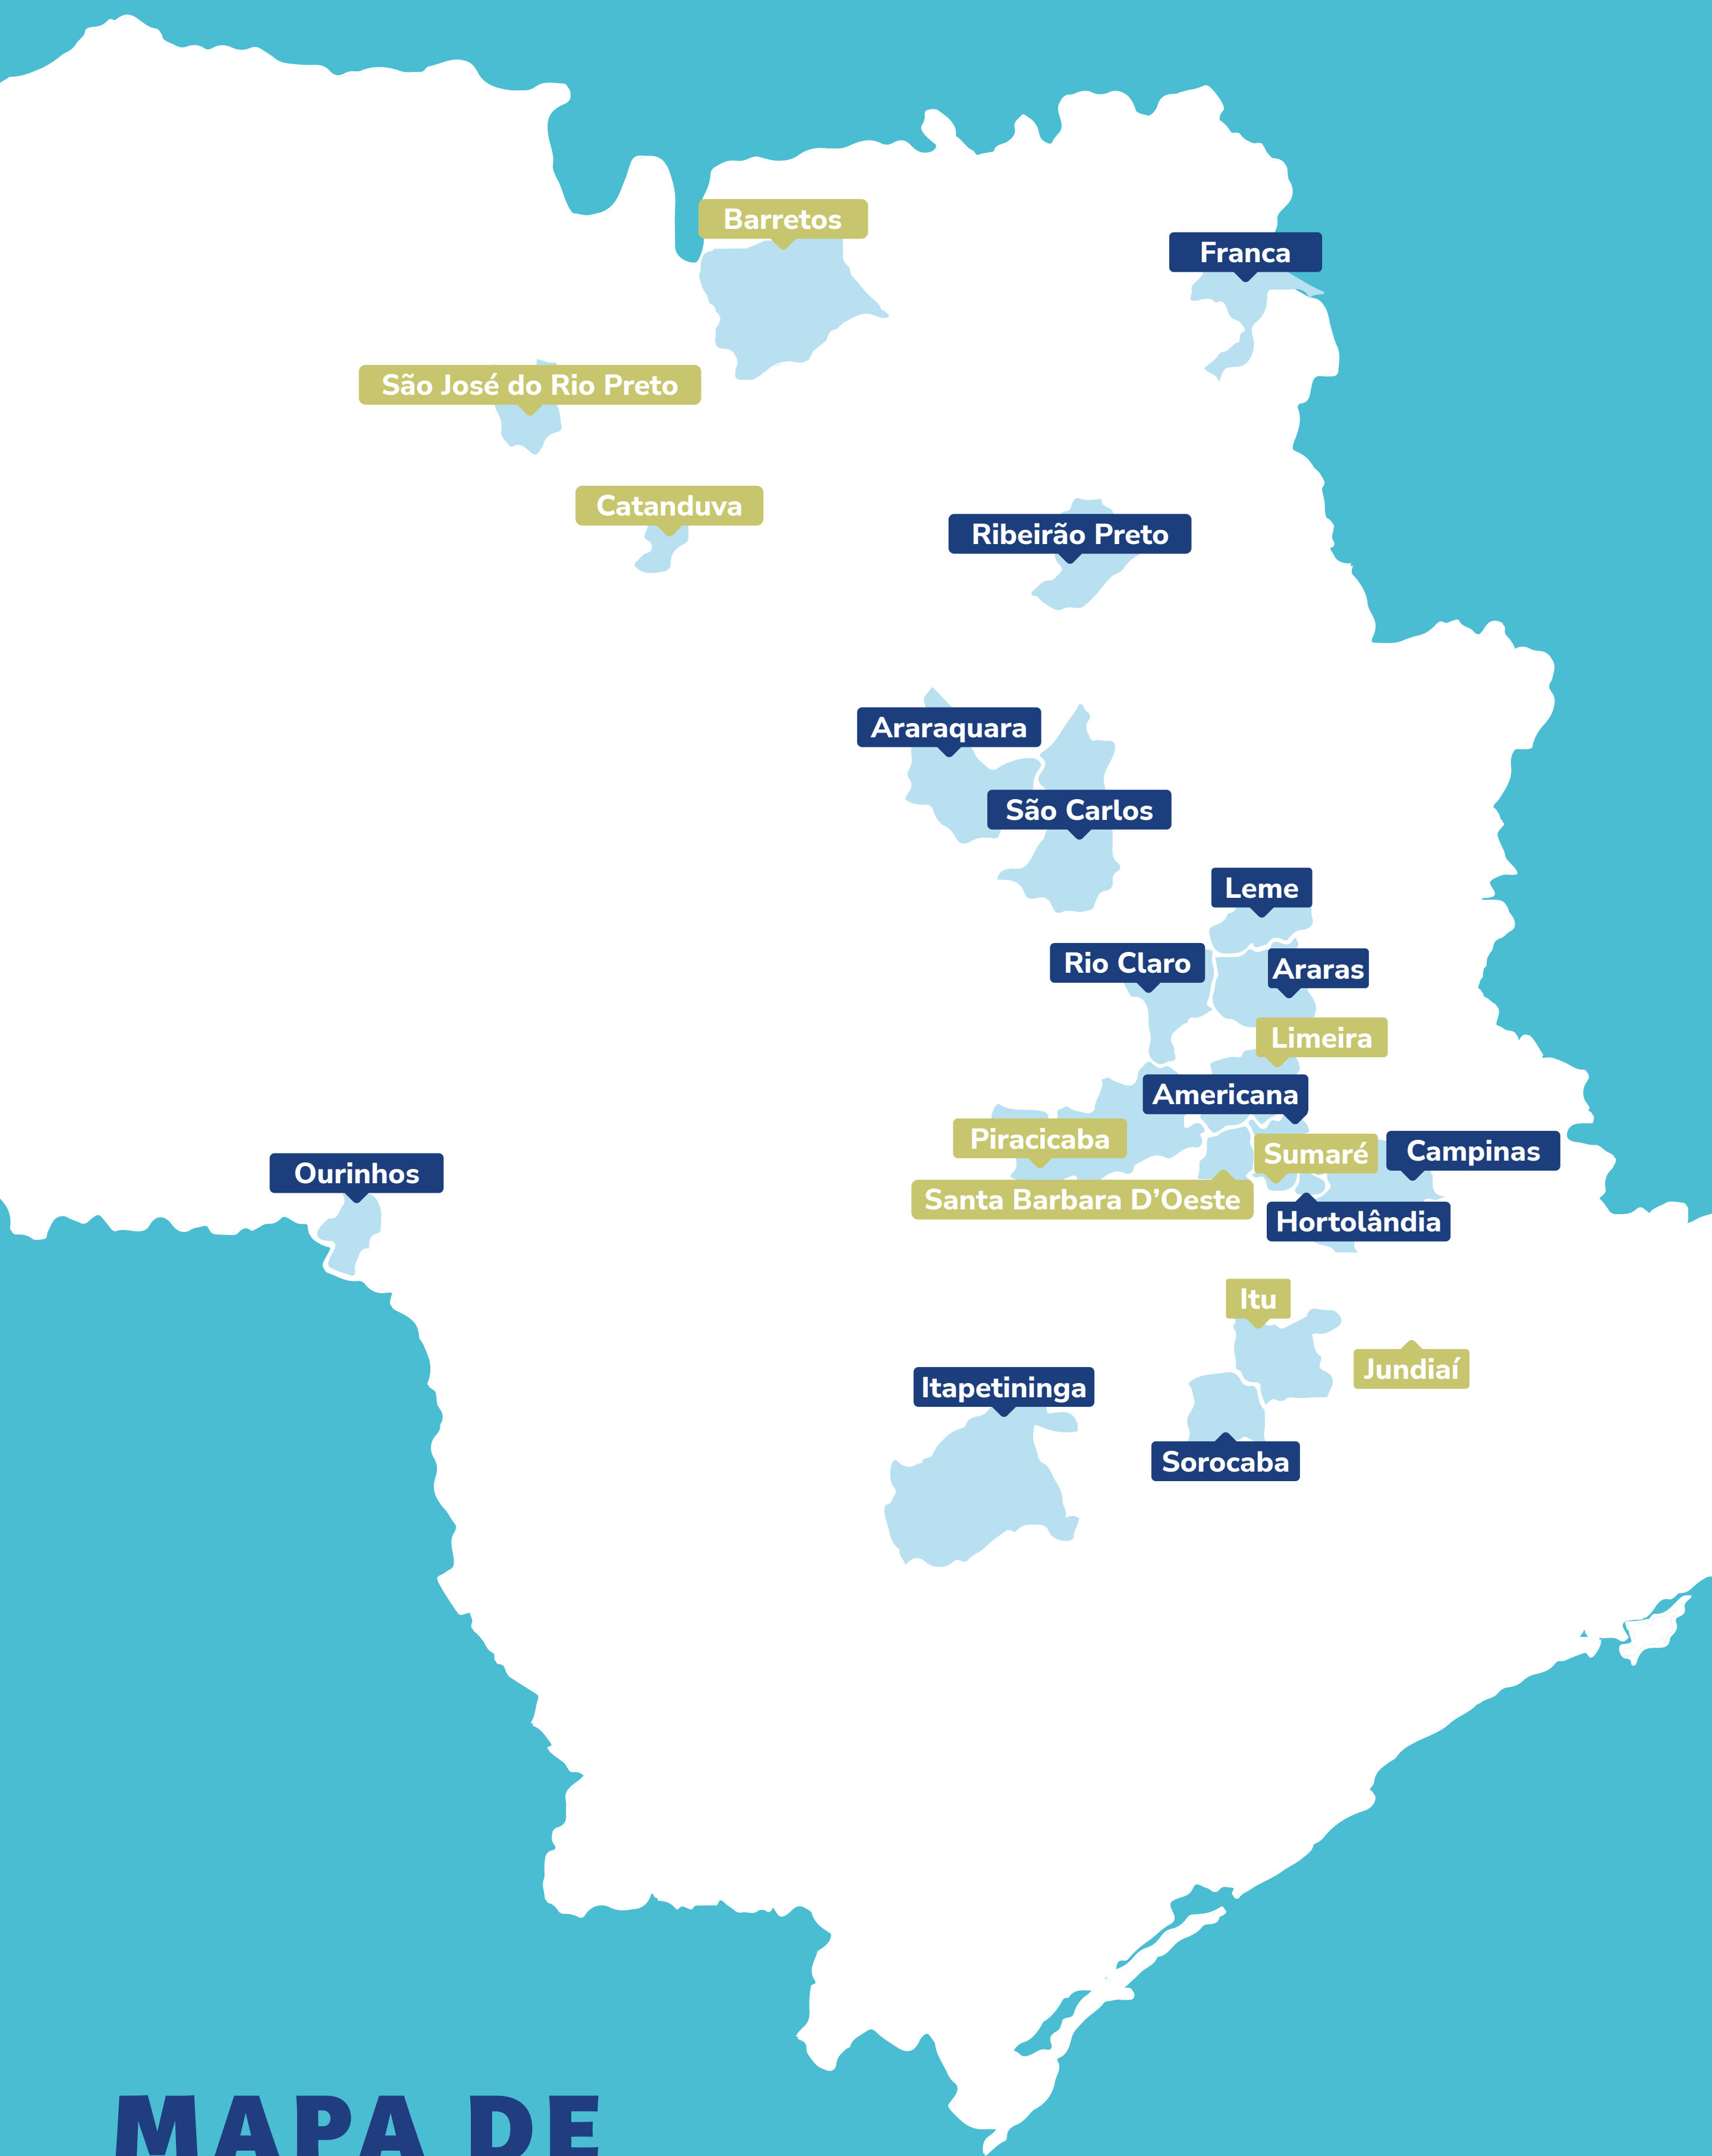 Barretos
Franca
São José do Rio Preto
Catanduva
Ribeirão Preto
Araraquara
São Carlos
Leme
Rio Claro
Araras
Limeira
Americana
Piracicaba
Sumaré
Campinas
Ourinhos
Santa Barbara D’Oeste
Hortolândia
Itu
Jundiaí
Itapetininga
Sorocaba
MAPA DE